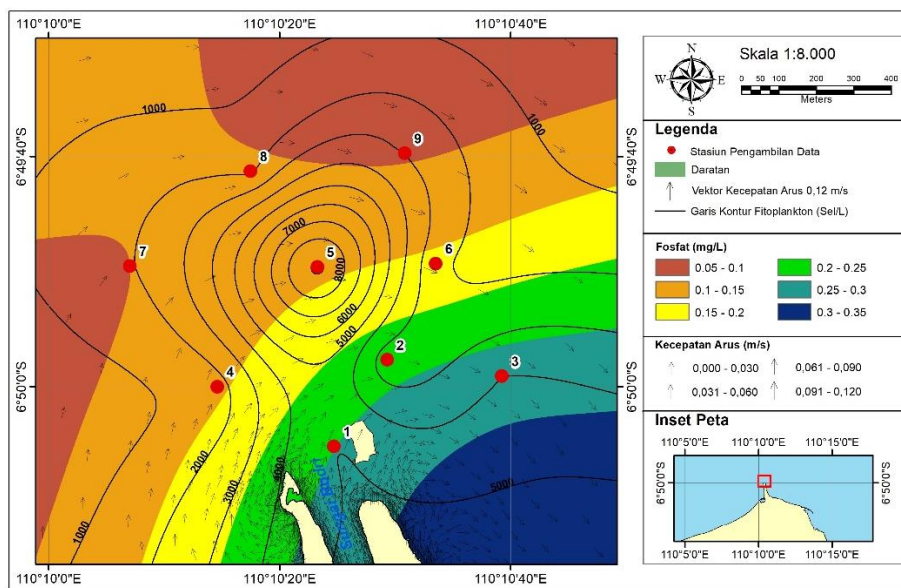 110°10'0"E 110°10'20"E 110°10'40"E
6°49'40"S
6°50'0"S
1000
1000
9
8
7000
7
5
6
8000
6000
5000
2
3
4
1
2000
3000
4000
5000
1000
110°10'0"E 110°10'20"E 110°10'40"E
6°49'40"S
6°50'0"S
N
W E
S
Skala 1:8.000
0 50 100 200 300 400
Meters
Legenda
Stasiun Pengambilan Data
Daratan
Vektor Kecepatan Arus 0,12 m/s
Garis Kontur Fitoplankton (Sel/L)
Fosfat (mg/L)
0.05 - 0.1 0.2 - 0.25
0.1 - 0.15 0.25 - 0.3
0.15 - 0.2 0.3 - 0.35
Kecepatan Arus (m/s)
0,000 - 0,030 0,061 - 0,090
0,031 - 0,060 0,091 - 0,120
Inset Peta
110°5'0"E 110°10'0"E 110°15'0"E
6°50'0"S 6°50'0"S
110°5'0"E 110°10'0"E 110°15'0"E